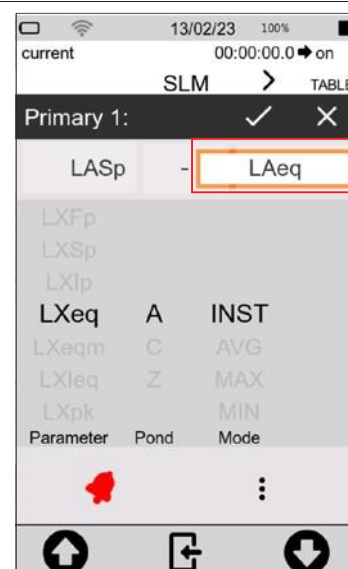 13/02/23 100%
current 00:00:00.0 on
SLM > TABLE
Primary 1:
LASp - LAeq
LXFp
LXSp
LXIp
LXeq A INST
LXeqm C AVG
LXIeq Z MAX
LXpk MIN
Parameter Pond Mode